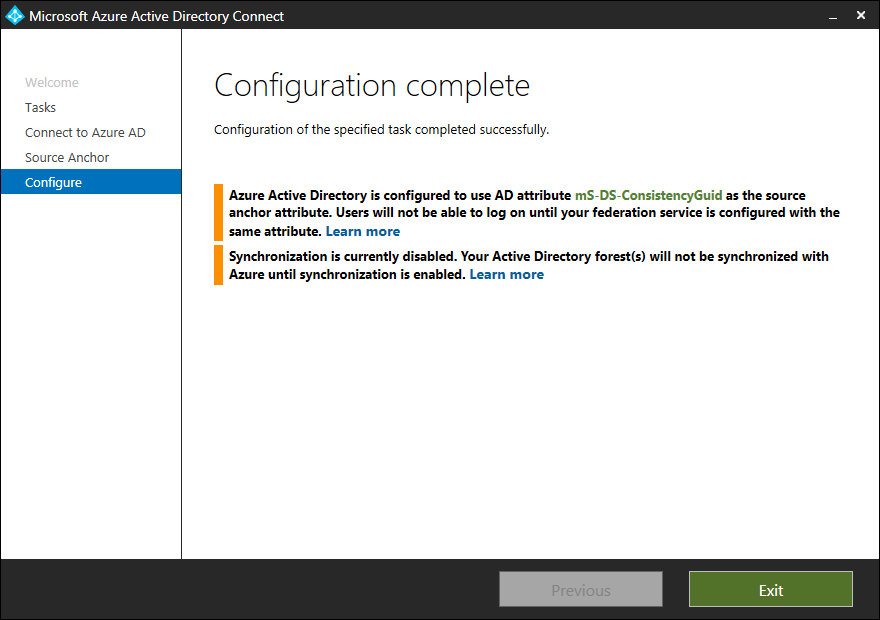 Microsoft Azure Active Directory Connect
Welcome
Tasks
Connect to Azure AD
Source Anchor
Configure
Configuration complete
Configuration of the specified task completed successfully.
Azure Active Directory is configured to use AD attribute mS-DS-ConsistencyGuid as the source
anchor attribute. Users will not be able to log on until your federation service is configured with the
same attribute. Learn more
Synchronization is currently disabled. Your Active Directory forest(s) will not be synchronized with
Azure until synchronization is enabled. Learn more
Previous
Exit